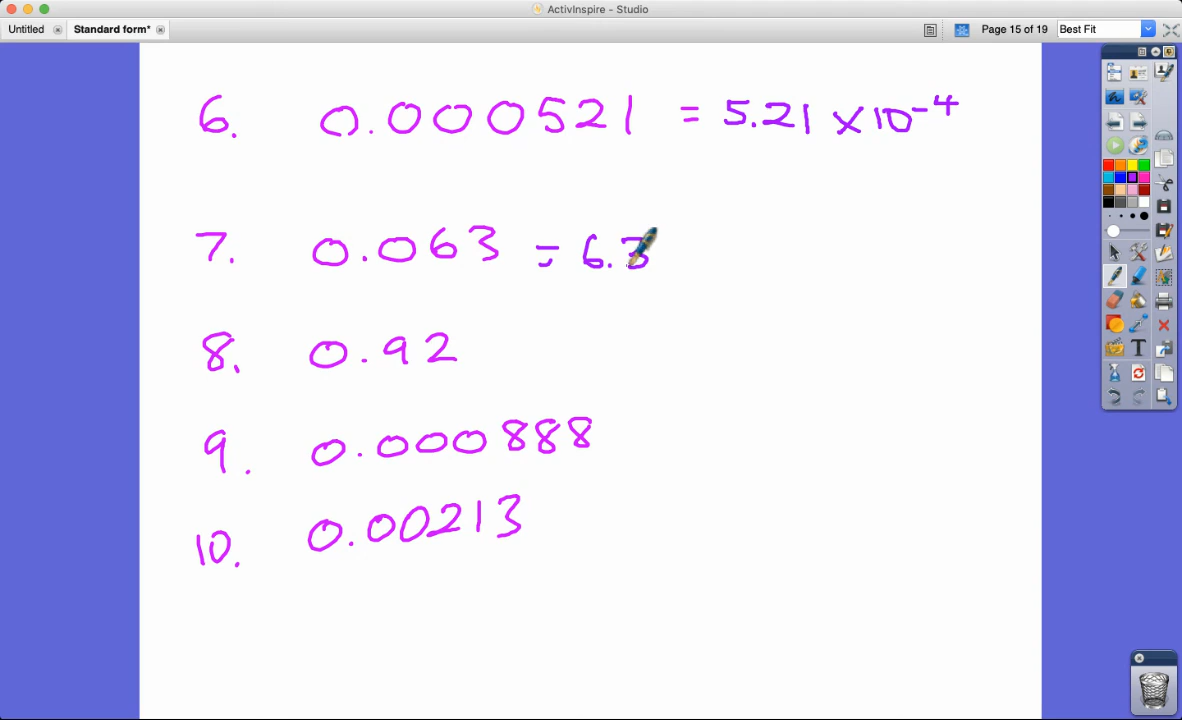 ActivInspire - Studio
Untitled Standard form*
Page 15 of 19 Best Fit
6. 0.000521 = 5.21 × 10⁻⁴
7. 0.063 = 6.3
8. 0.92
9. 0.000888
10. 0.00213
T